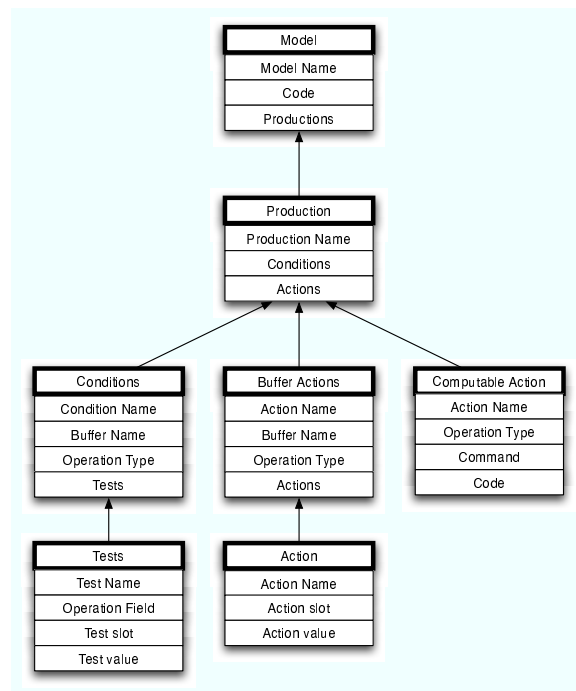 Model
Model Name
Code
Productions
Production
Production Name
Conditions
Actions
Conditions
Condition Name
Buffer Name
Operation Type
Tests
Buffer Actions
Action Name
Buffer Name
Operation Type
Actions
Computable Action
Action Name
Operation Type
Command
Code
Tests
Test Name
Operation Field
Test slot
Test value
Action
Action Name
Action slot
Action value